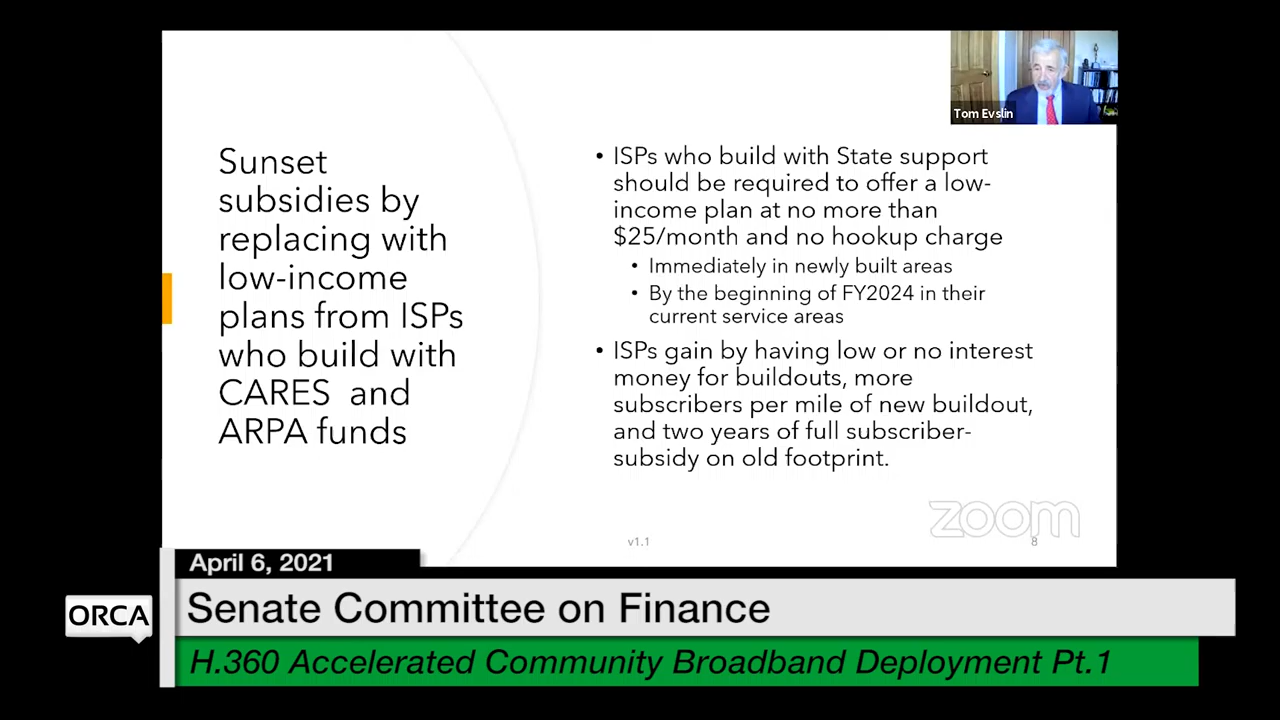 Tom Evslin
Sunset
subsidies by
replacing with
low-income
plans from ISPs
who build with
CARES and
ARPA funds
• ISPs who build with State support
should be required to offer a low-
income plan at no more than
$25/month and no hookup charge
• Immediately in newly built areas
• By the beginning of FY2024 in their
current service areas
• ISPs gain by having low or no interest
money for buildouts, more
subscribers per mile of new buildout,
and two years of full subscriber-
subsidy on old footprint.
zoom
v1.1
8
April 6, 2021
ORCA
Senate Committee on Finance
H.360 Accelerated Community Broadband Deployment Pt.1